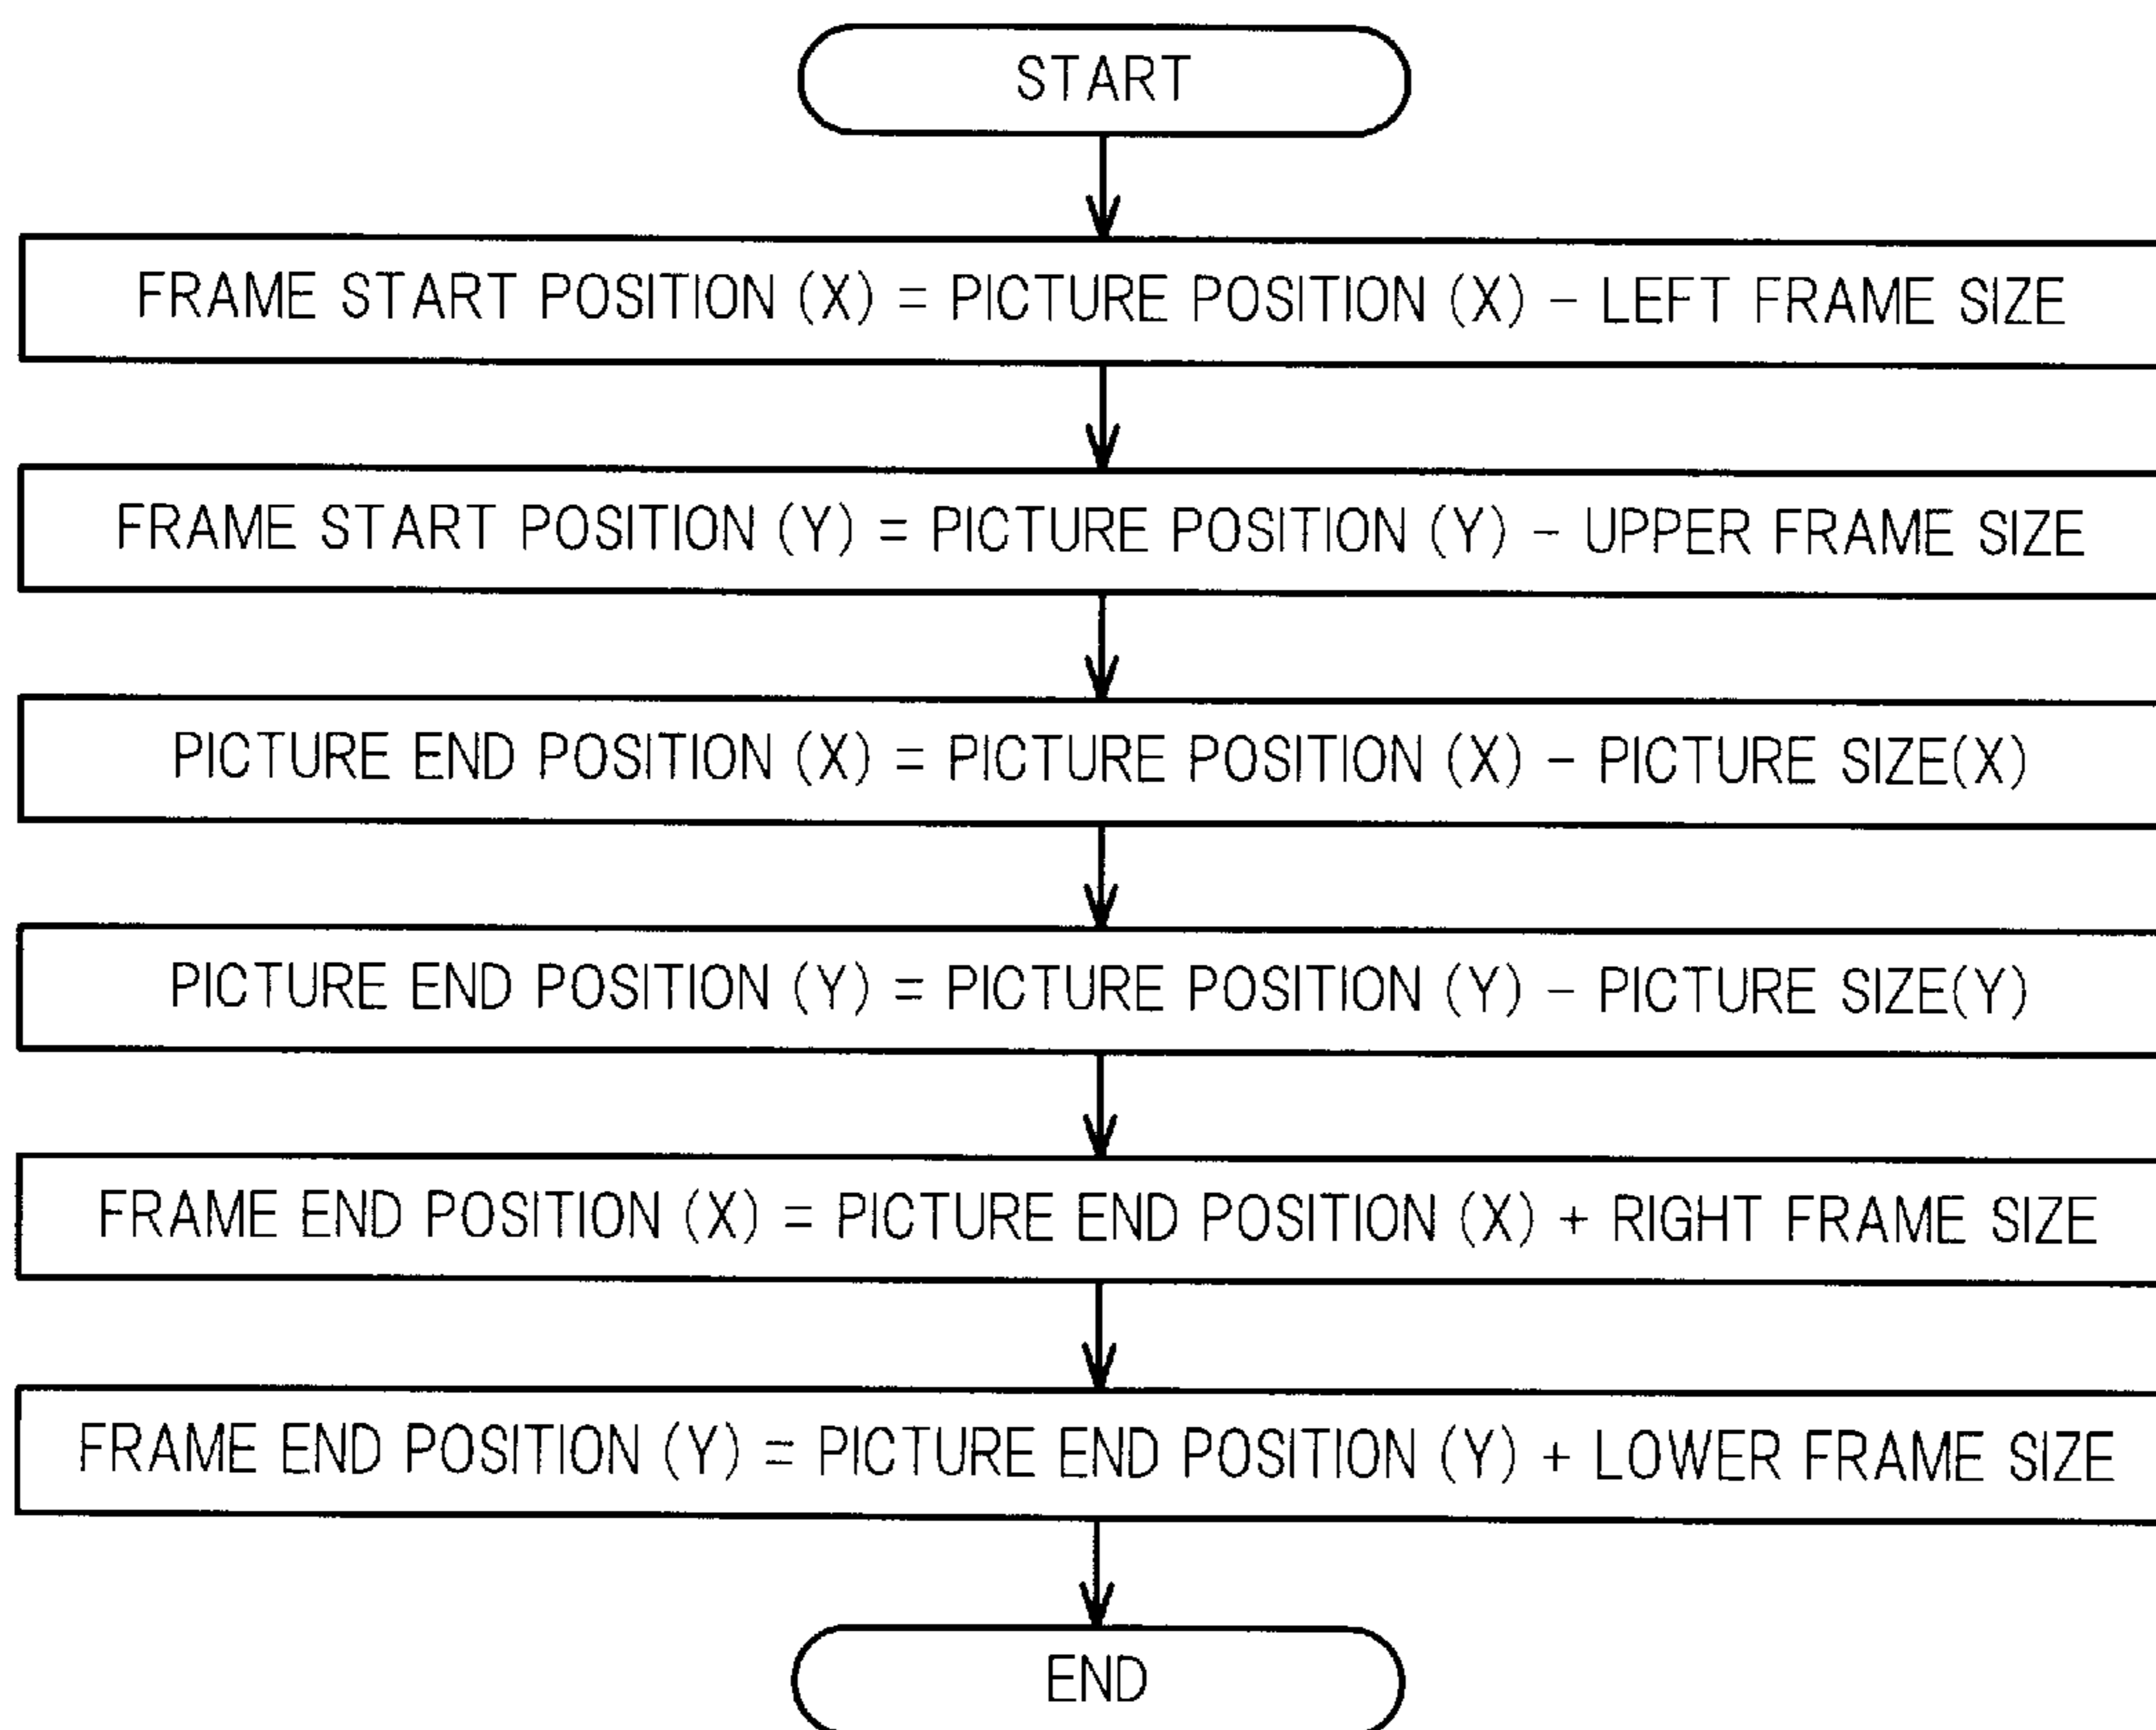 START
FRAME START POSITION (X) = PICTURE POSITION (X) − LEFT FRAME SIZE
FRAME START POSITION (Y) = PICTURE POSITION (Y) − UPPER FRAME SIZE
PICTURE END POSITION (X) = PICTURE POSITION (X) − PICTURE SIZE(X)
PICTURE END POSITION (Y) = PICTURE POSITION (Y) − PICTURE SIZE(Y)
FRAME END POSITION (X) = PICTURE END POSITION (X) + RIGHT FRAME SIZE
FRAME END POSITION (Y) = PICTURE END POSITION (Y) + LOWER FRAME SIZE
END